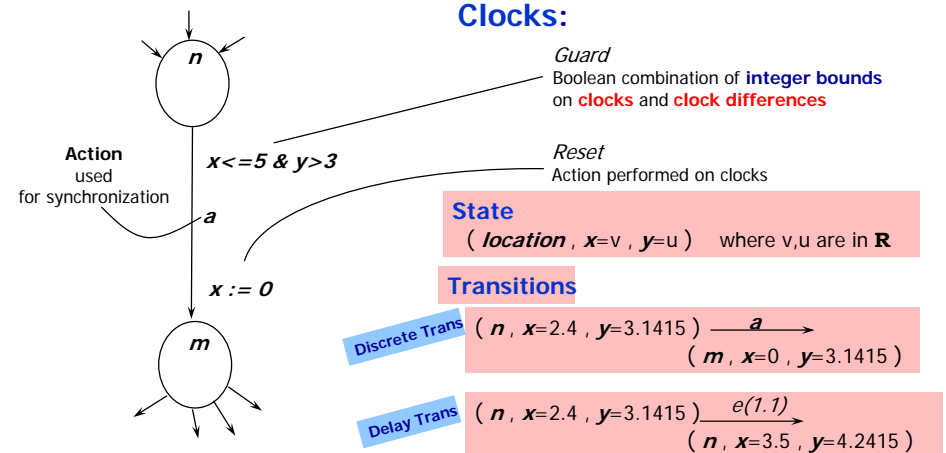 Clocks:
n
Guard
Boolean combination of integer bounds
on clocks and clock differences
Action
used
for synchronization
x<=5 & y>3
Reset
Action performed on clocks
a
State
( location , x=v , y=u ) where v,u are in R
x := 0
Transitions
m
Discrete Trans
( n , x=2.4 , y=3.1415 ) a
( m , x=0 , y=3.1415 )
Delay Trans
( n , x=2.4 , y=3.1415 ) e(1.1)
( n , x=3.5 , y=4.2415 )